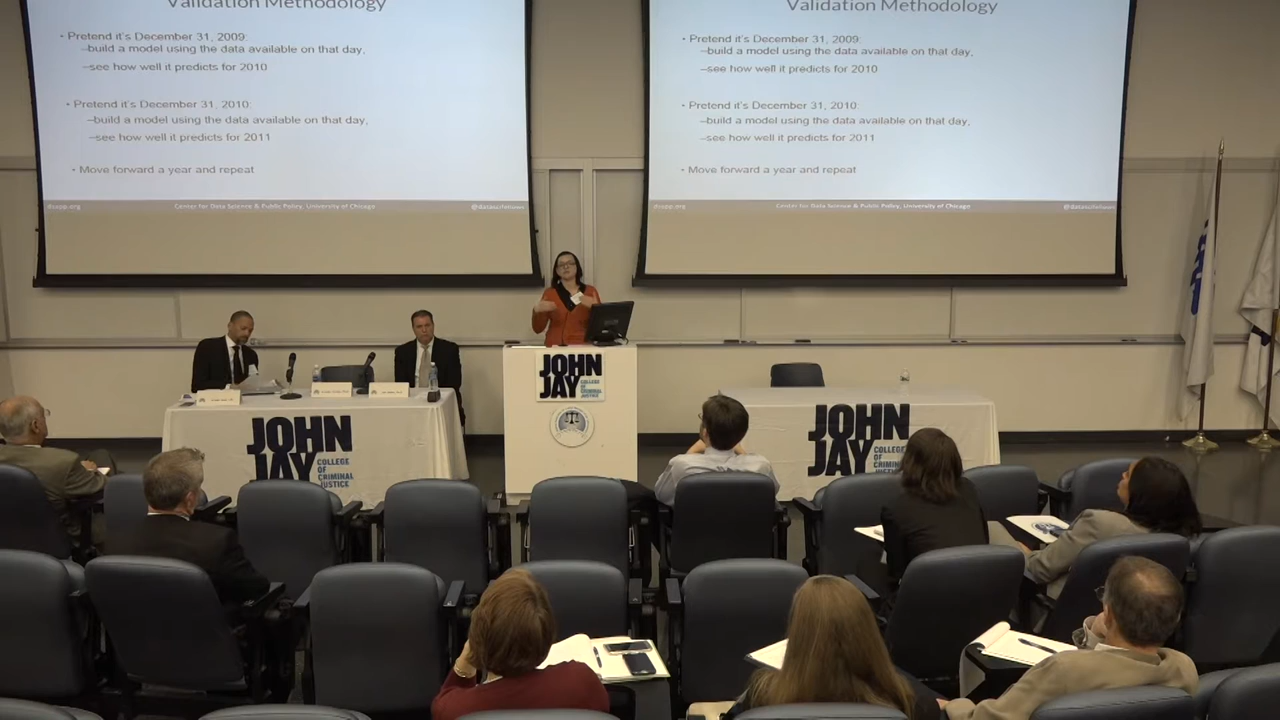 Validation Methodology
• Pretend it's December 31, 2009:
–build a model using the data available on that day,
–see how well it predicts for 2010
• Pretend it's December 31, 2010:
–build a model using the data available on that day,
–see how well it predicts for 2011
• Move forward a year and repeat
dsapp.org
Center for Data Science & Public Policy, University of Chicago
Validation Methodology
• Pretend it's December 31, 2009:
–build a model using the data available on that day,
–see how well it predicts for 2010
• Pretend it's December 31, 2010:
–build a model using the data available on that day,
–see how well it predicts for 2011
• Move forward a year and repeat
dsapp.org
Center for Data Science & Public Policy, University of Chicago
JOHN
JAY
COLLEGE
OF
CRIMINAL
JUSTICE
JOHN
JAY
COLLEGE
OF
CRIMINAL
JUSTICE
JOHN
JAY
COLLEGE
OF
CRIMINAL